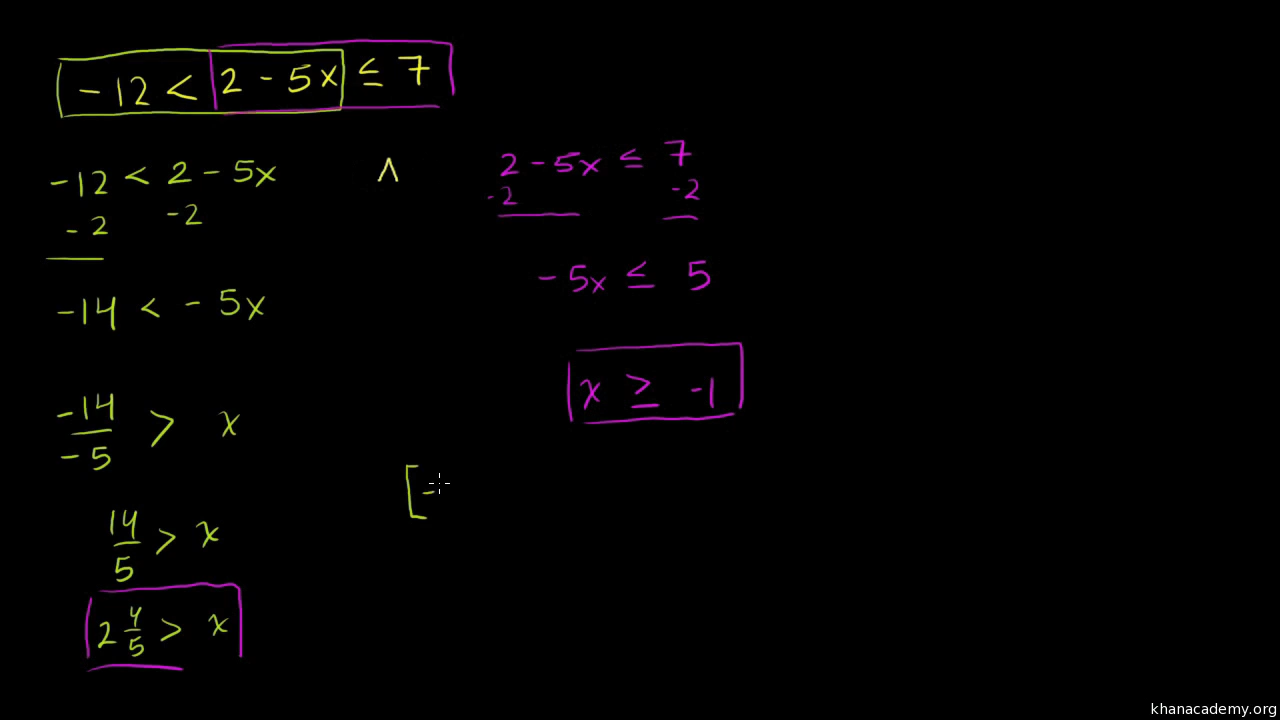 -12 < 2 - 5x ≤ 7
-12 < 2 - 5x ∧ 2 - 5x ≤ 7
-2 -2 -2 -2
-14 < -5x -5x ≤ 5
-14/-5 > x x ≥ -1
[-
14/5 > x
2 4/5 > x
khanacademy.org